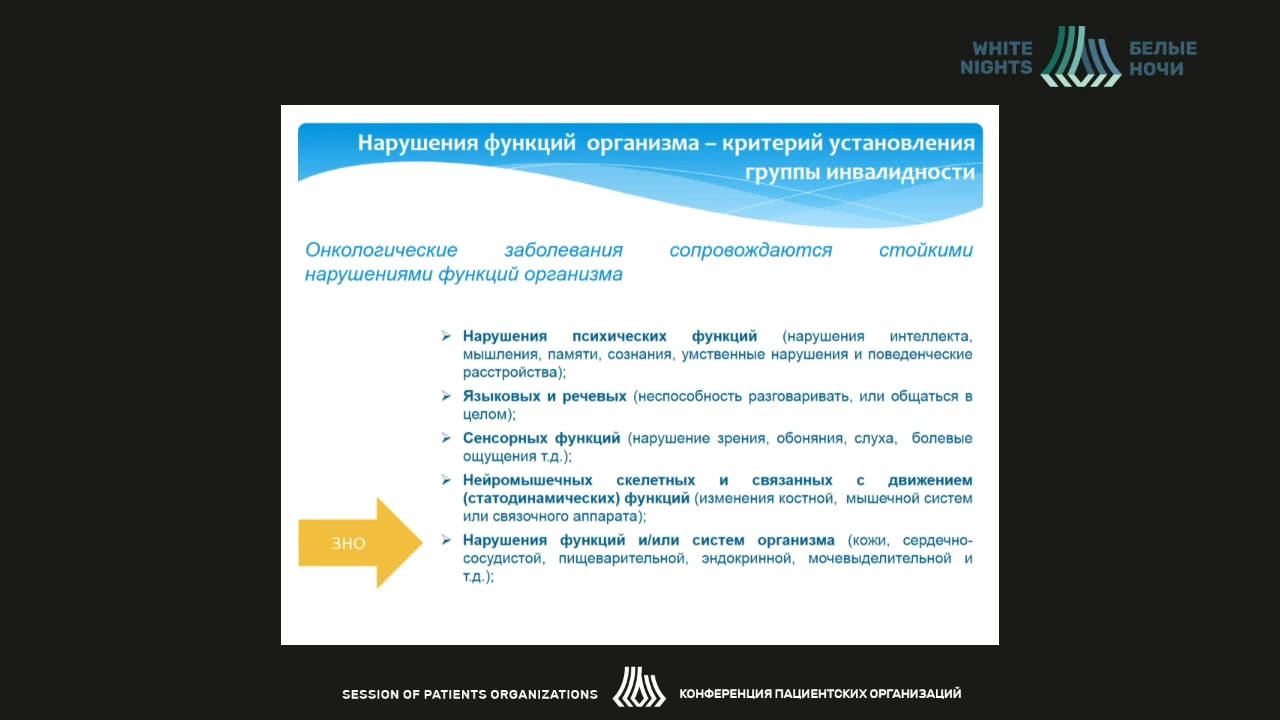 WHITE NIGHTS
БЕЛЫЕ НОЧИ
Нарушения функций организма – критерий установления
группы инвалидности
Онкологические заболевания сопровождаются стойкими
нарушениями функций организма
Нарушения психических функций (нарушения интеллекта,
мышления, памяти, сознания, умственные нарушения и поведенческие
расстройства);
Языковых и речевых (неспособность разговаривать, или общаться в
целом);
Сенсорных функций (нарушение зрения, обоняния, слуха, болевые
ощущения т.д.);
Нейромышечных скелетных и связанных с движением
(статодинамических) функций (изменения костной, мышечной систем
или связочного аппарата);
ЗНО
Нарушения функций и/или систем организма (кожи, сердечно-
сосудистой, пищеварительной, эндокринной, мочевыделительной и
т.д.);
SESSION OF PATIENTS ORGANIZATIONS
КОНФЕРЕНЦИЯ ПАЦИЕНТСКИХ ОРГАНИЗАЦИЙ